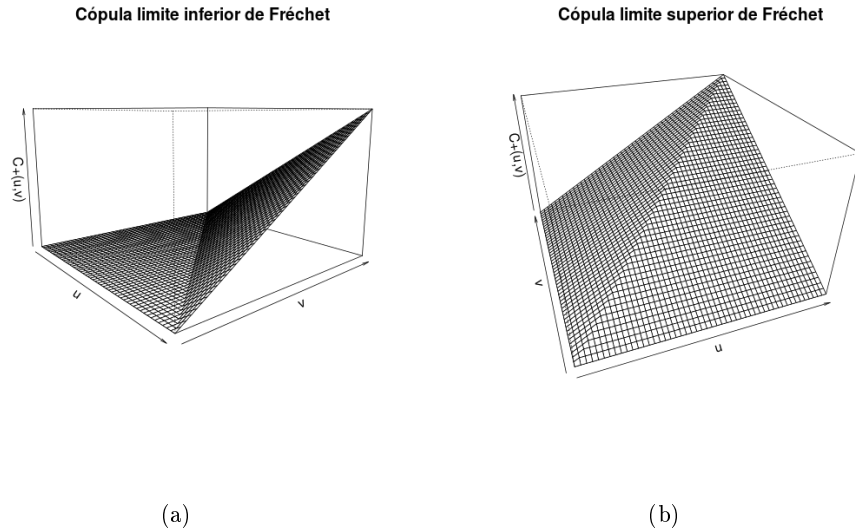 Cópula limite inferior de Fréchet
C+(u,v)
u
v
(a)
Cópula limite superior de Fréchet
C+(u,v)
v
u
(b)